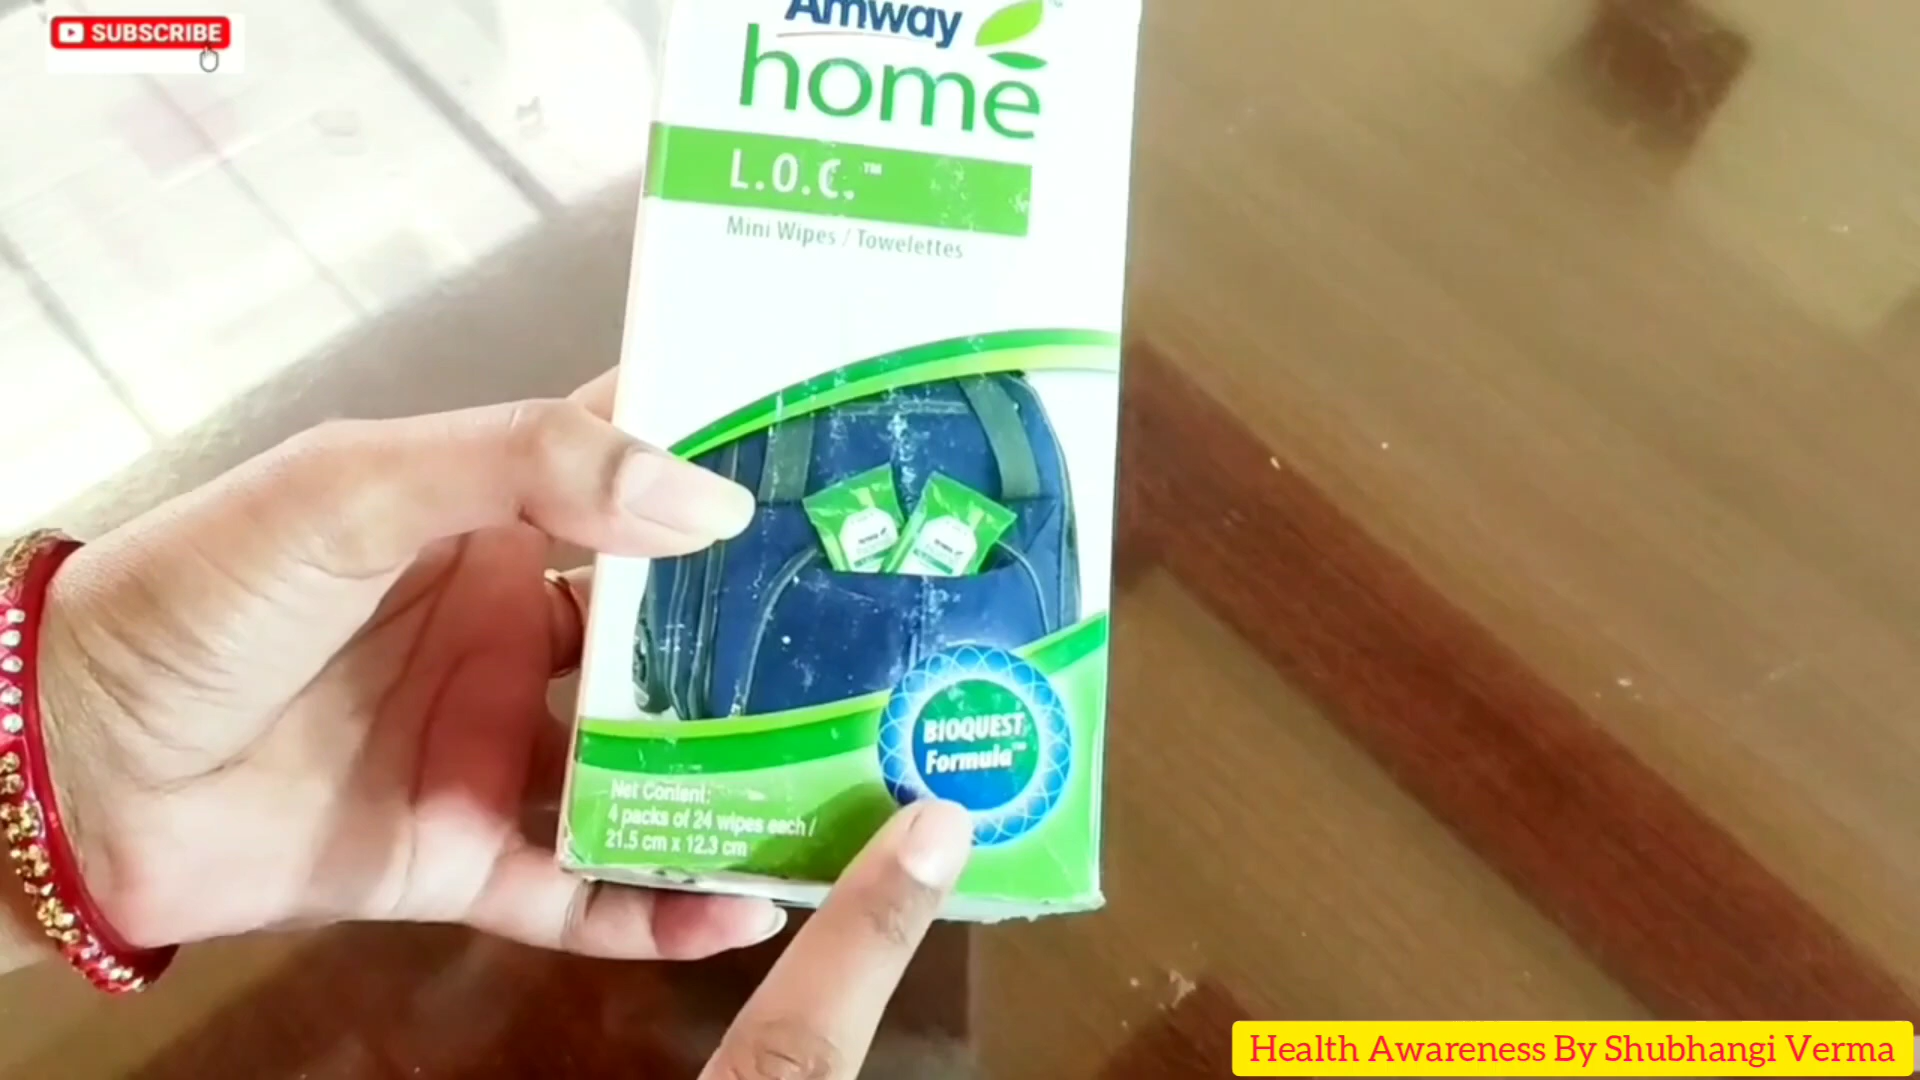 SUBSCRIBE
Amway
home
L.O.C.™
Mini Wipes / Towelettes
BIOQUEST
Formula™
Net Content:
4 packs of 24 wipes each /
21.5 cm x 12.3 cm
Health Awareness By Shubhangi Verma